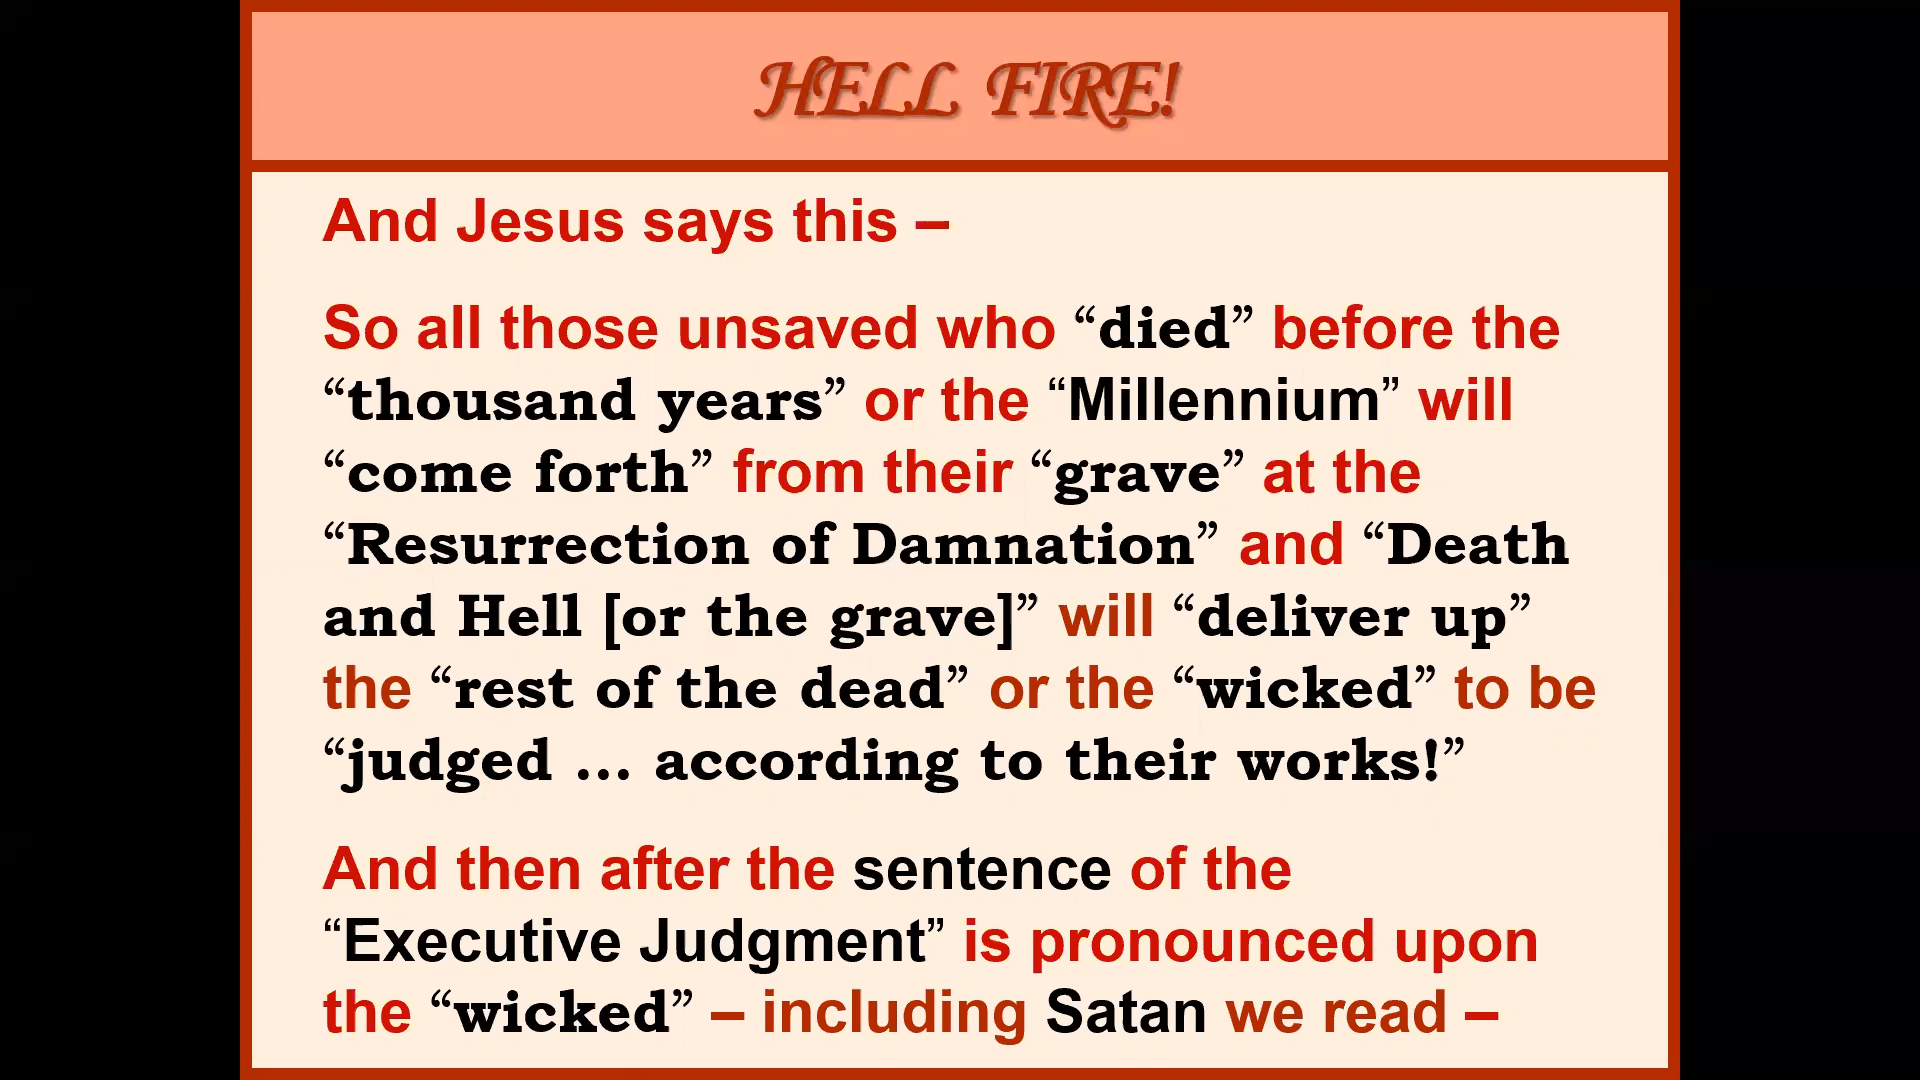 HELL FIRE!
And Jesus says this –
So all those unsaved who “died” before the
“thousand years” or the “Millennium” will
“come forth” from their “grave” at the
“Resurrection of Damnation” and “Death
and Hell [or the grave]” will “deliver up”
the “rest of the dead” or the “wicked” to be
“judged ... according to their works!”
And then after the sentence of the
“Executive Judgment” is pronounced upon
the “wicked” – including Satan we read –